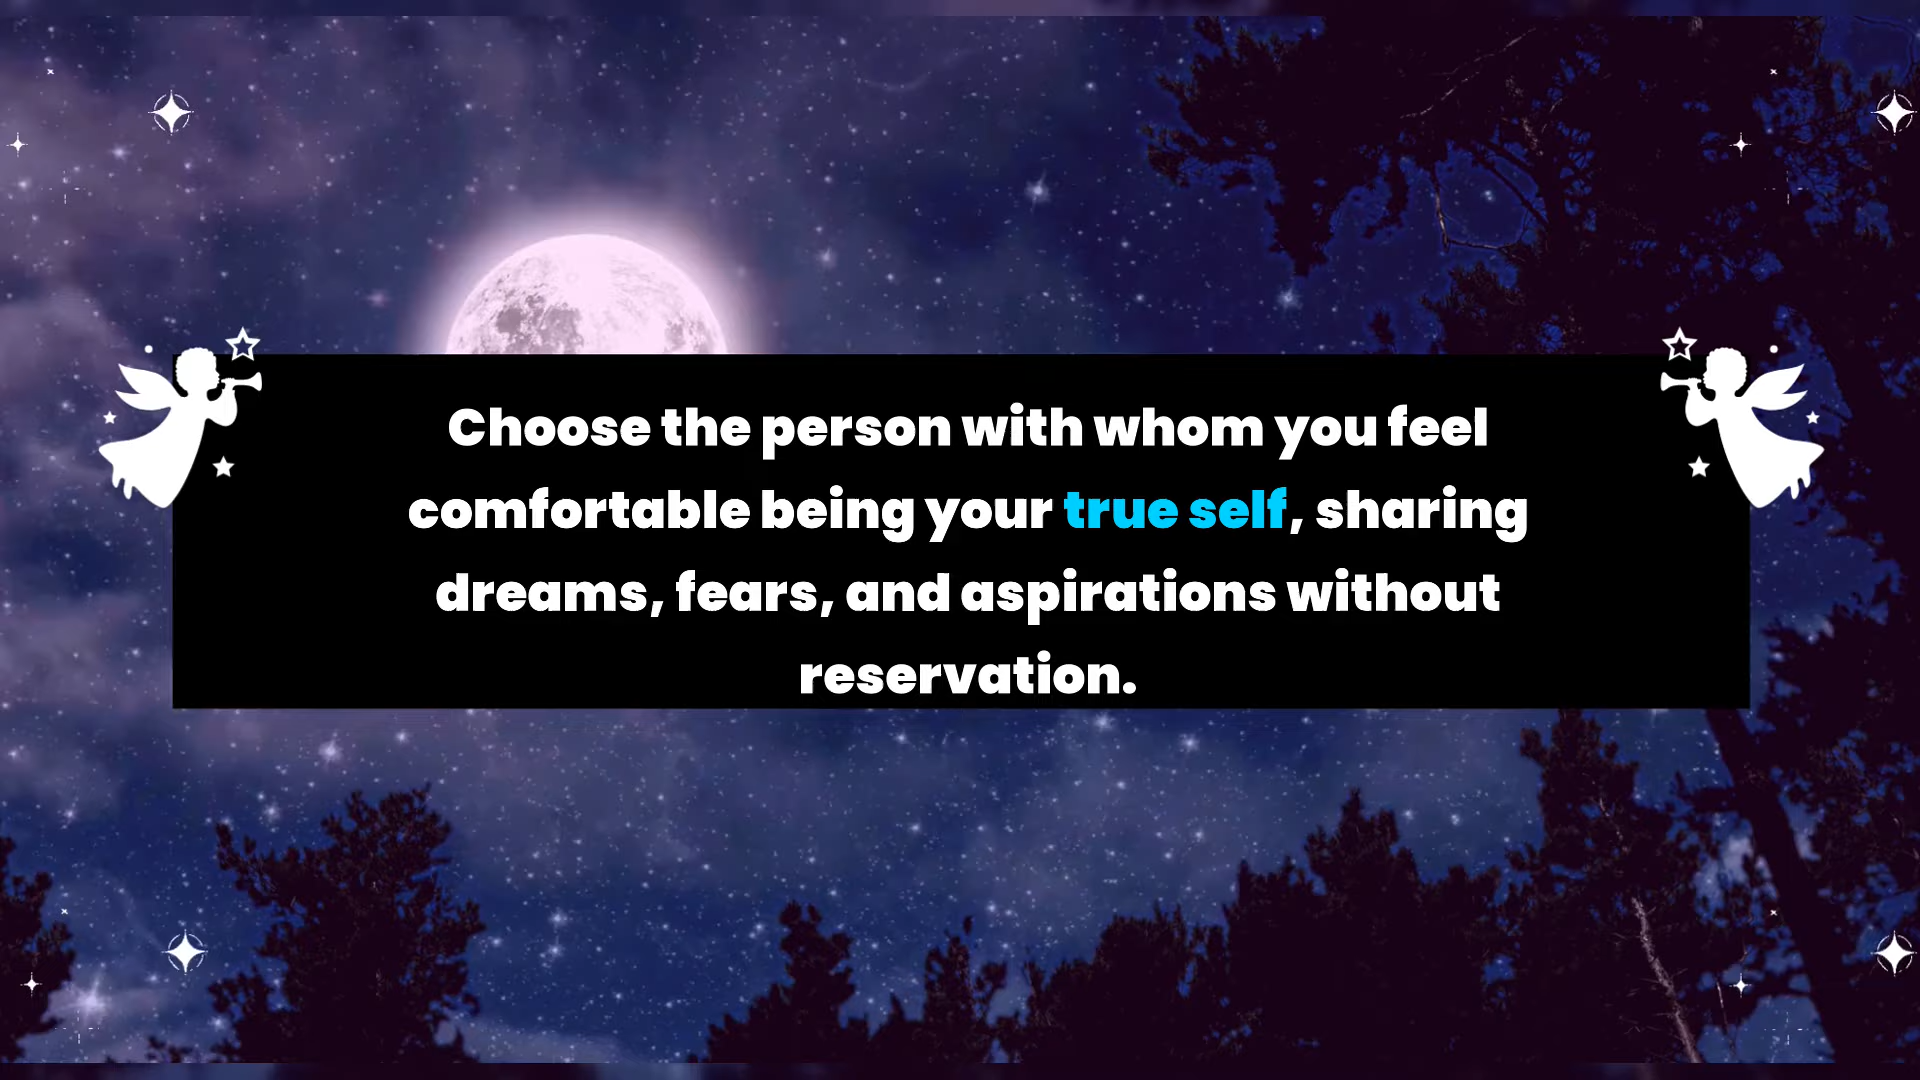 Choose the person with whom you feel
comfortable being your true self, sharing
dreams, fears, and aspirations without
reservation.